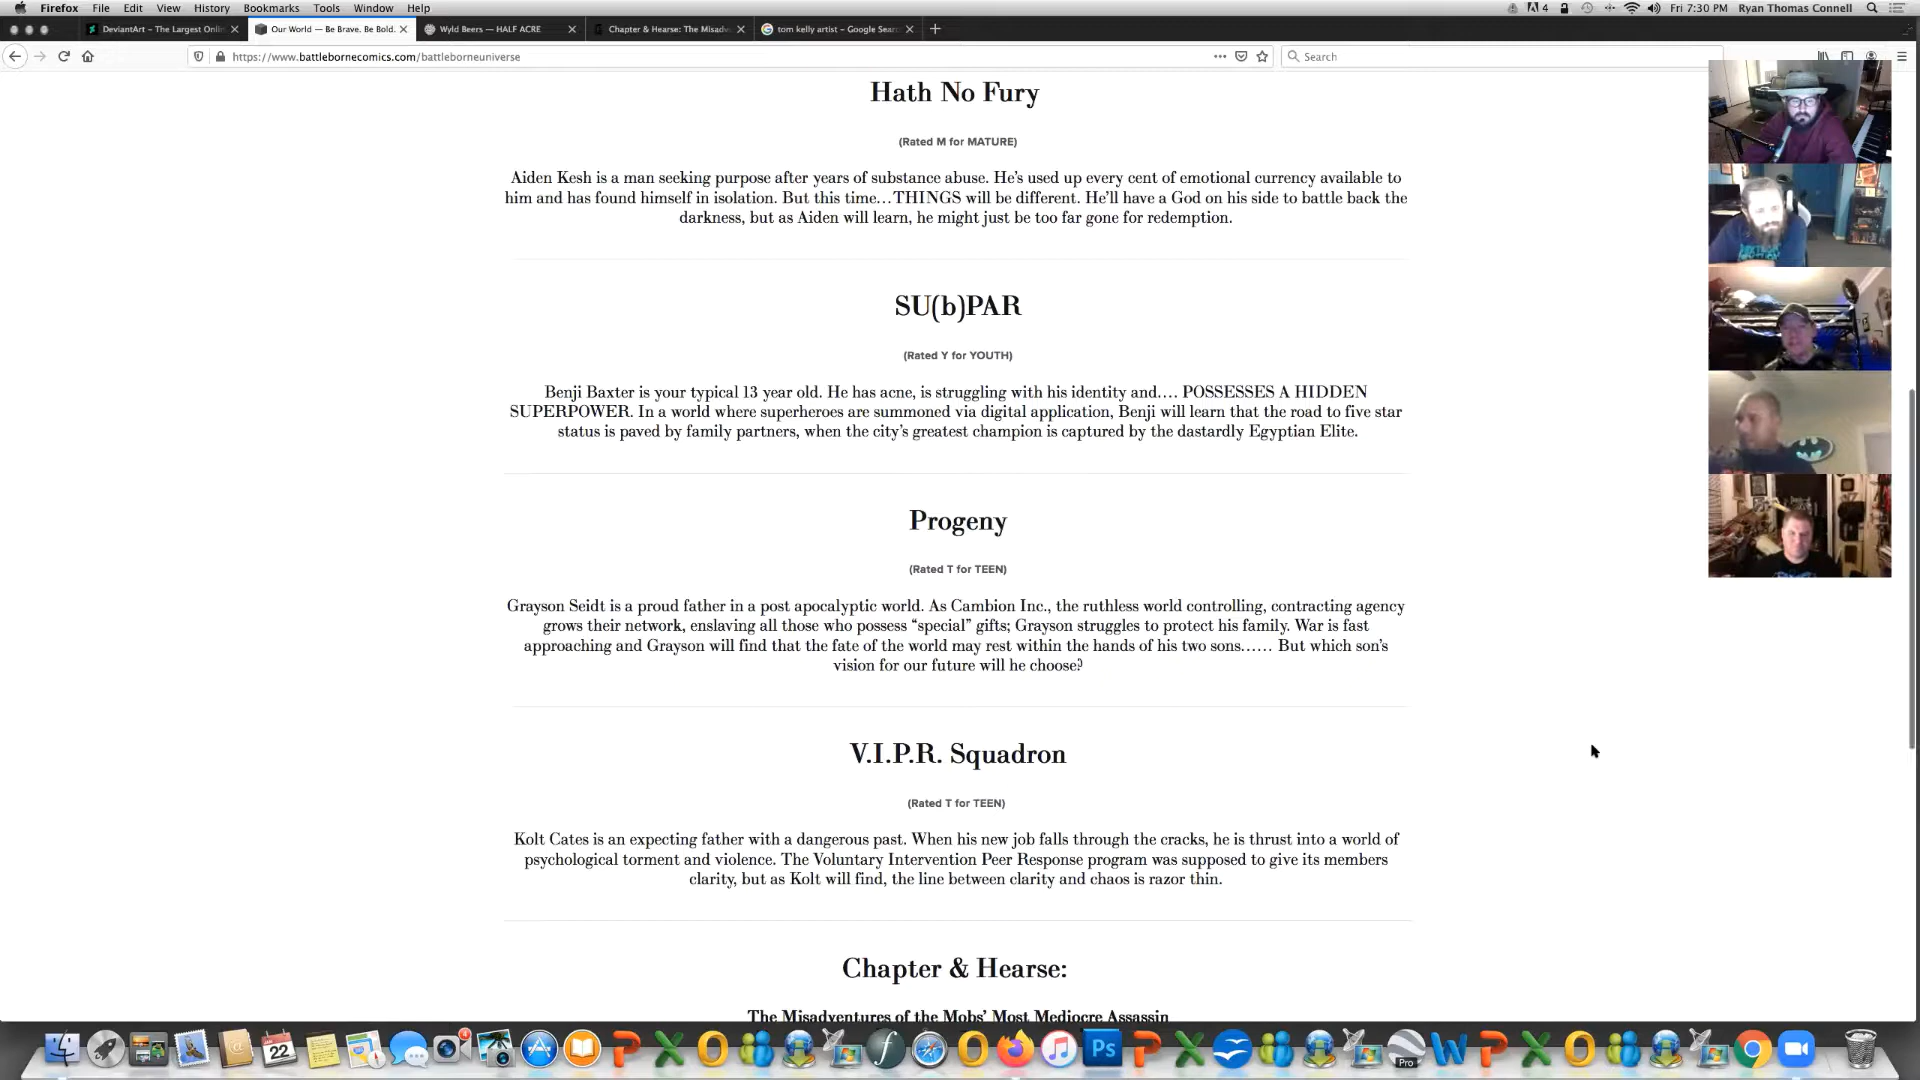 Firefox File Edit View History Bookmarks Tools Window Help
4 Fri 7:30 PM Ryan Thomas Connell
DeviantArt – The Largest Onli
Our World — Be Brave. Be Bold.
Wyld Beers — HALF ACRE
Chapter & Hearse: The Misadv
tom kelly artist – Google Sear
https://www.battlebornecomics.com/battleborneuniverse
Search
Hath No Fury
(Rated M for MATURE)
Aiden Kesh is a man seeking purpose after years of substance abuse. He's used up every cent of emotional currency available to
him and has found himself in isolation. But this time…THINGS will be different. He'll have a God on his side to battle back the
darkness, but as Aiden will learn, he might just be too far gone for redemption.
SU(b)PAR
(Rated Y for YOUTH)
Benji Baxter is your typical 13 year old. He has acne, is struggling with his identity and…. POSSESSES A HIDDEN
SUPERPOWER. In a world where superheroes are summoned via digital application, Benji will learn that the road to five star
status is paved by family partners, when the city's greatest champion is captured by the dastardly Egyptian Elite.
Progeny
(Rated T for TEEN)
Grayson Seidt is a proud father in a post apocalyptic world. As Cambion Inc., the ruthless world controlling, contracting agency
grows their network, enslaving all those who possess “special” gifts; Grayson struggles to protect his family. War is fast
approaching and Grayson will find that the fate of the world may rest within the hands of his two sons…… But which son's
vision for our future will he choose?
V.I.P.R. Squadron
(Rated T for TEEN)
Kolt Cates is an expecting father with a dangerous past. When his new job falls through the cracks, he is thrust into a world of
psychological torment and violence. The Voluntary Intervention Peer Response program was supposed to give its members
clarity, but as Kolt will find, the line between clarity and chaos is razor thin.
Chapter & Hearse:
The Misadventures of the Mobs' Most Mediocre Assassin
22
Ps
Pro